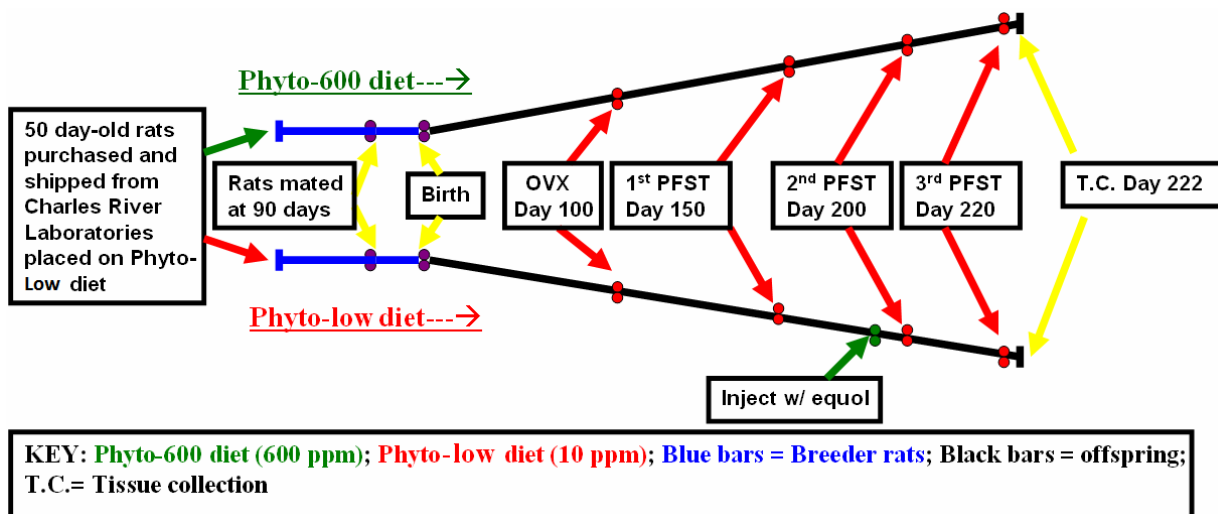 Phyto-600 diet--->
50 day-old rats
purchased and
shipped from
Charles River
Laboratories
placed on Phyto-
Low diet
Rats mated
at 90 days
Birth
OVX
Day 100
1st PFST
Day 150
2nd PFST
Day 200
3rd PFST
Day 220
T.C. Day 222
Phyto-low diet--->
Inject w/ equol
KEY: Phyto-600 diet (600 ppm); Phyto-low diet (10 ppm); Blue bars = Breeder rats; Black bars = offspring;
T.C.= Tissue collection